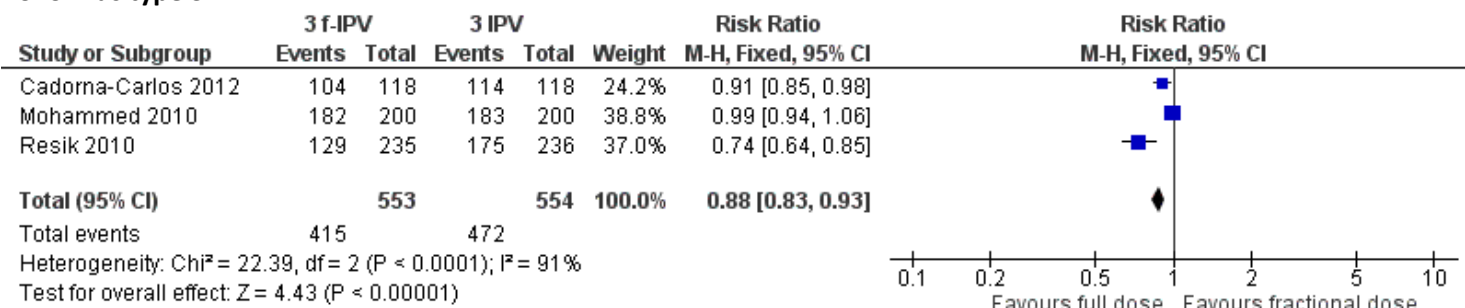 3 f-IPV 3 IPV Risk Ratio Risk Ratio
Study or Subgroup Events Total Events Total Weight M-H, Fixed, 95% CI M-H, Fixed, 95% CI
Cadorna-Carlos 2012 104 118 114 118 24.2% 0.91 [0.85, 0.98]
Mohammed 2010 182 200 183 200 38.8% 0.99 [0.94, 1.06]
Resik 2010 129 235 175 236 37.0% 0.74 [0.64, 0.85]
Total (95% CI) 553 554 100.0% 0.88 [0.83, 0.93]
Total events 415 472
Heterogeneity: Chi² = 22.39, df = 2 (P < 0.0001); I² = 91%
Test for overall effect: Z = 4.43 (P < 0.00001)
0.1 0.2 0.5 1 2 5 10
Favours full dose Favours fractional dose